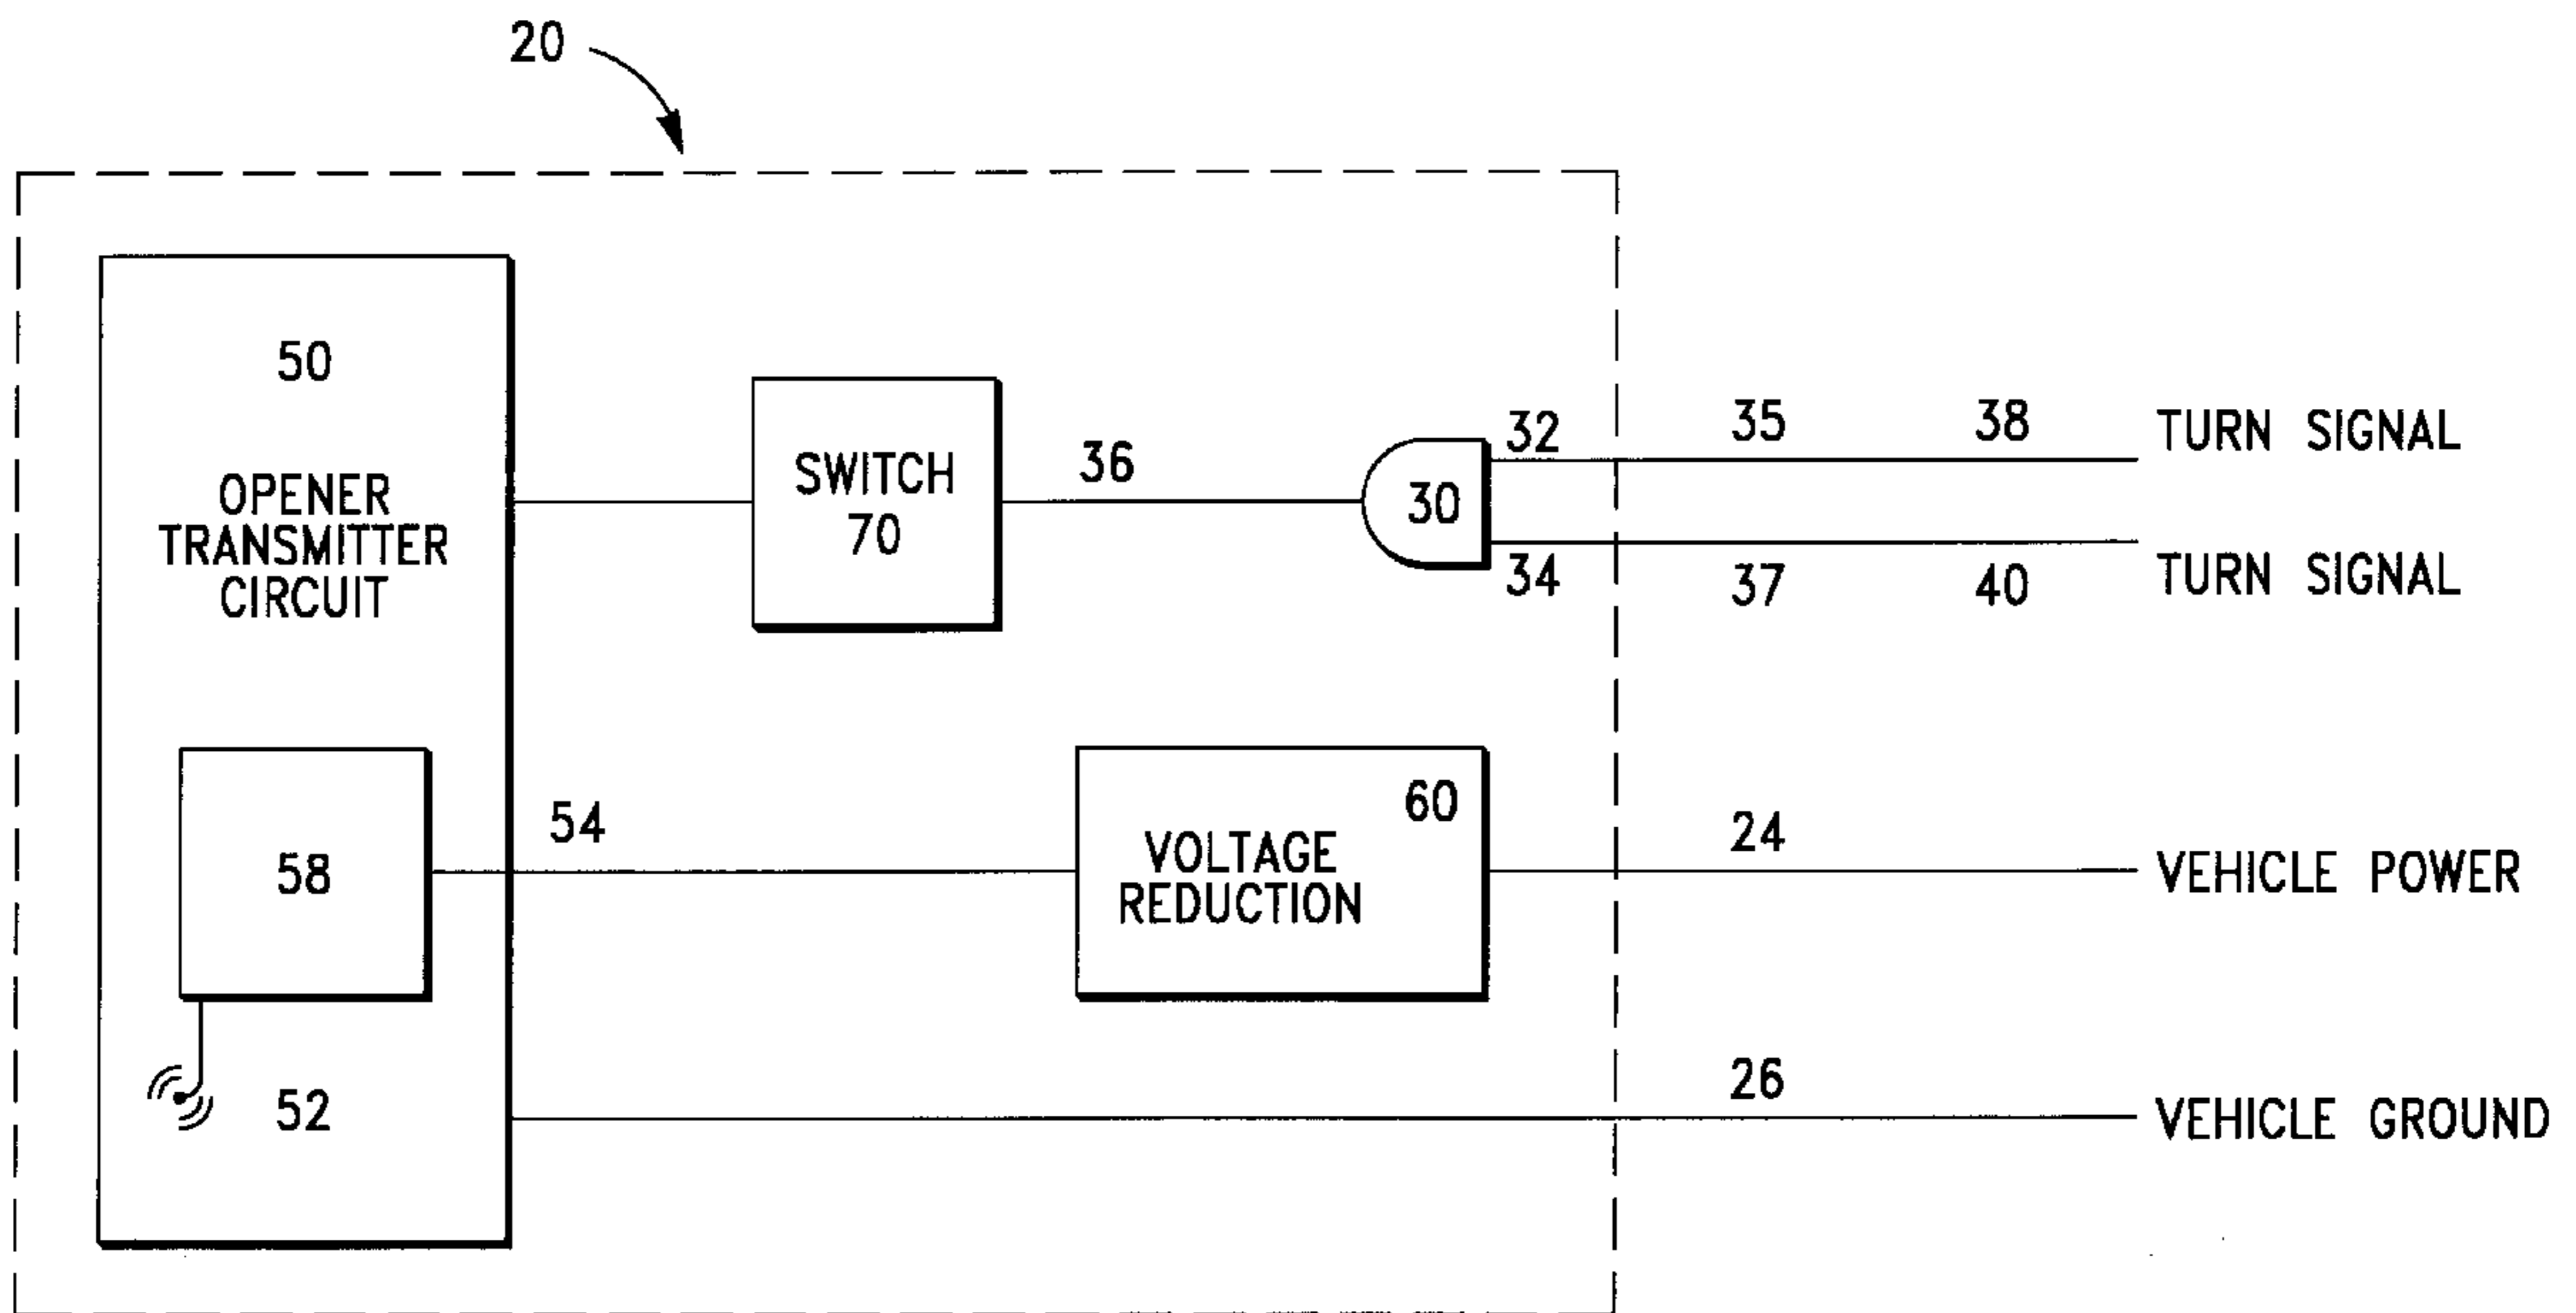 20
50
OPENER
TRANSMITTER
CIRCUIT
SWITCH
70
36
30
32
34
35
37
38
40
TURN SIGNAL
TURN SIGNAL
58
54
VOLTAGE
REDUCTION
60
24
VEHICLE POWER
52
26
VEHICLE GROUND